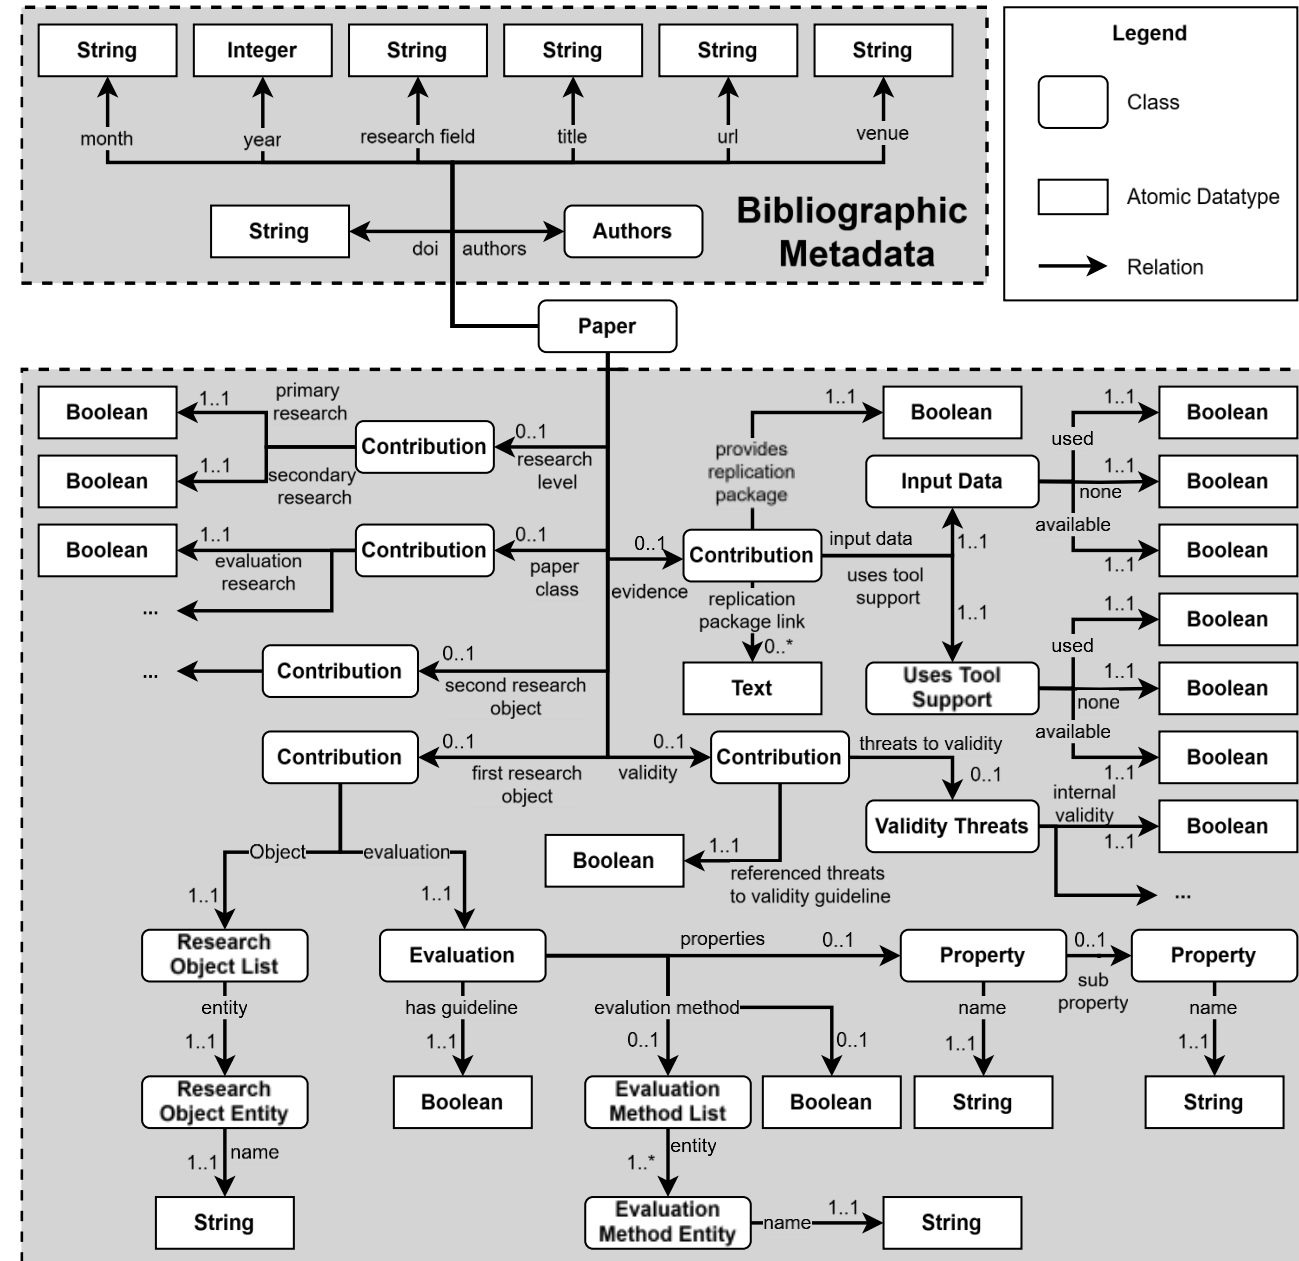 String
Integer
String
String
String
String
month
year
research field
title
url
venue
String
doi
authors
Authors
Bibliographic
Metadata
Legend
Class
Atomic Datatype
Relation
Paper
Boolean
1..1
primary
research
Contribution
0..1
research
level
Boolean
1..1
secondary
research
Boolean
1..1
evaluation
research
Contribution
0..1
paper
class
...
...
Contribution
0..1
second research
object
Contribution
0..1
first research
object
0..1
evidence
Contribution
provides
replication
package
1..1
Boolean
replication
package link
0..*
Text
input data
uses tool
support
1..1
1..1
Input Data
used
1..1
Boolean
none
1..1
Boolean
available
1..1
Boolean
Uses Tool
Support
used
1..1
Boolean
none
1..1
Boolean
available
1..1
Boolean
0..1
validity
Contribution
threats to validity
0..1
Validity Threats
internal
validity
1..1
Boolean
...
Boolean
1..1
referenced threats
to validity guideline
Object
evaluation
1..1
1..1
Research
Object List
entity
1..1
Research
Object Entity
name
1..1
String
Evaluation
has guideline
1..1
Boolean
properties
0..1
evalution method
0..1
0..1
Evaluation
Method List
Boolean
entity
1..*
Evaluation
Method Entity
name
1..1
String
Property
0..1
sub
property
Property
name
1..1
String
name
1..1
String